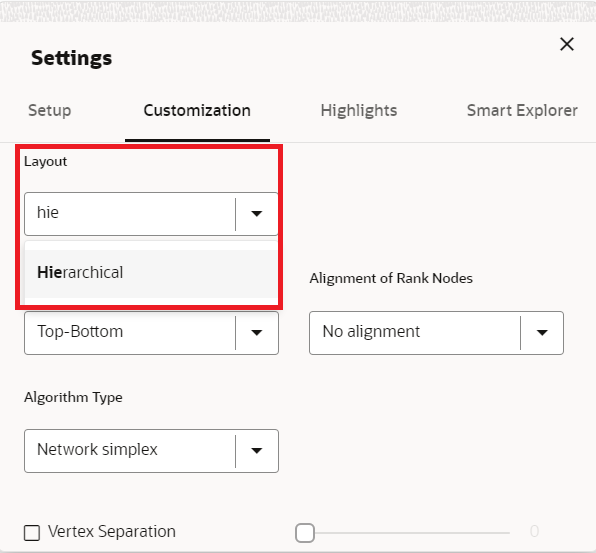 Settings
Setup Customization Highlights Smart Explorer
Layout
hie
Hierarchical
Alignment of Rank Nodes
Top-Bottom No alignment
Algorithm Type
Network simplex
Vertex Separation 0